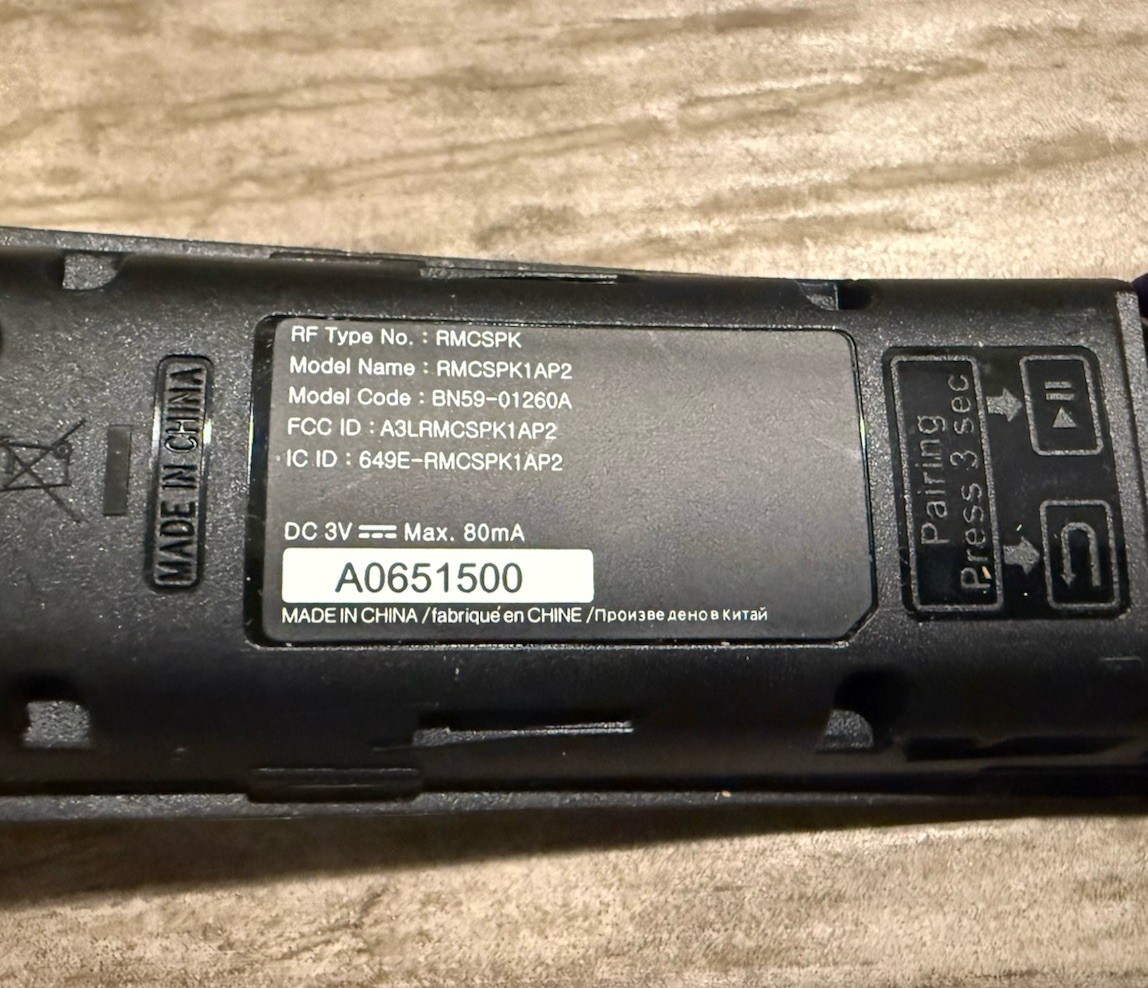 RF Type No. : RMCSPK
Model Name : RMCSPK1AP2
Model Code : BN59-01260A
FCC ID : A3LRMCSPK1AP2
IC ID : 649E-RMCSPK1AP2
DC 3V Max. 80mA
A0651500
MADE IN CHINA / fabriqué en CHINE / Произведено в Китай
MADE IN CHINA
Pairing
Press 3 sec